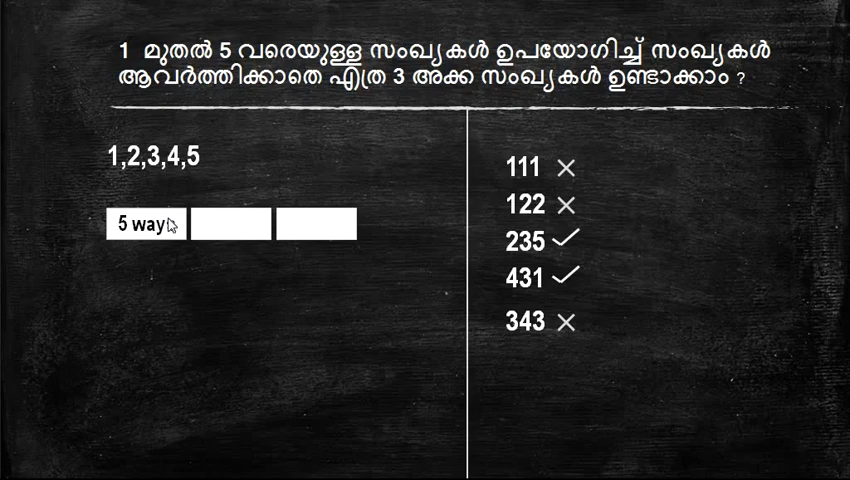 1 മുതൽ 5 വരെയുള്ള സംഖ്യകൾ ഉപയോഗിച്ച് സംഖ്യകൾ
ആവർത്തിക്കാതെ എത്ര 3 അക്ക സംഖ്യകൾ ഉണ്ടാക്കാം ?
1,2,3,4,5
5 way
111 ×
122 ×
235 ✓
431 ✓
343 ×